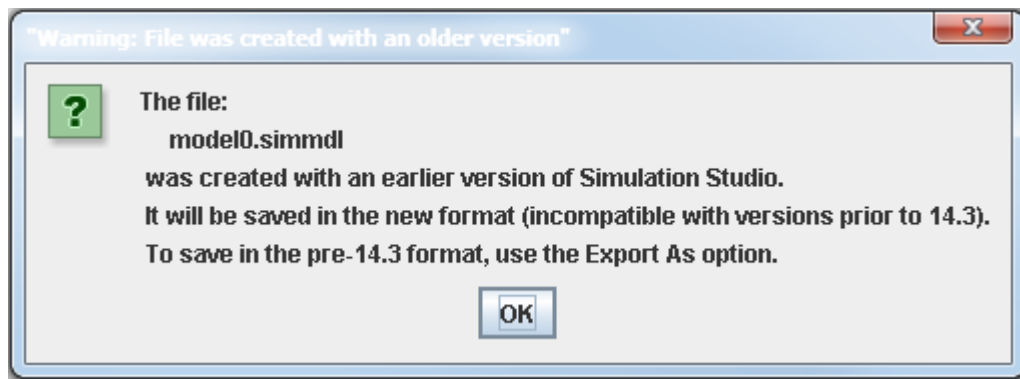 "Warning: File was created with an older version"
The file:
model0.simmdl
was created with an earlier version of Simulation Studio.
It will be saved in the new format (incompatible with versions prior to 14.3).
To save in the pre-14.3 format, use the Export As option.
OK